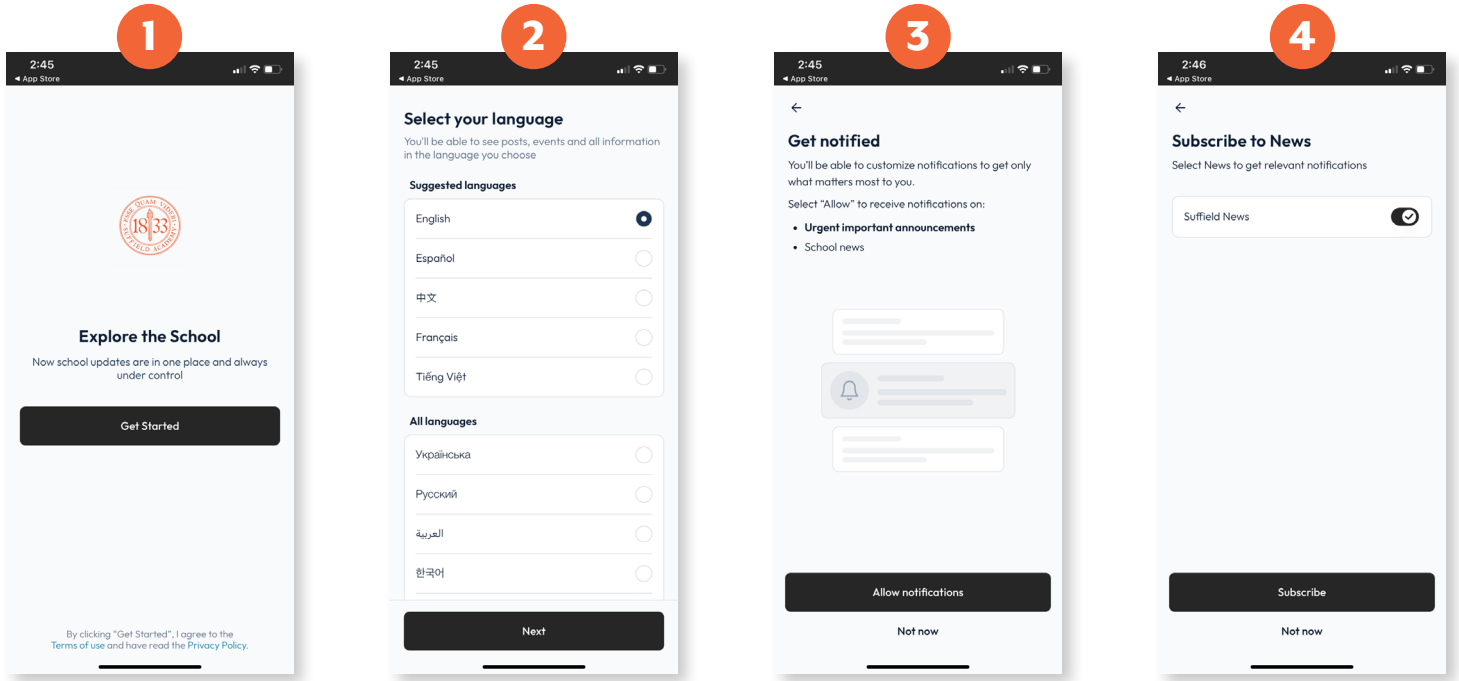 1
2:45
◄ App Store
ESSE QUAM VIDERI
18 33
SUFFIELD ACADEMY
Explore the School
Now school updates are in one place and always
under control
Get Started
By clicking "Get Started", I agree to the
Terms of use and have read the Privacy Policy.
2
2:45
◄ App Store
Select your language
You'll be able to see posts, events and all information
in the language you choose
Suggested languages
English
Español
中文
Français
Tiếng Việt
All languages
Українська
Русский
العربية
한국어
Next
3
2:45
◄ App Store
Get notified
You'll be able to customize notifications to get only
what matters most to you.
Select “Allow” to receive notifications on:
• Urgent important announcements
• School news
Allow notifications
Not now
4
2:46
◄ App Store
Subscribe to News
Select News to get relevant notifications
Suffield News
Subscribe
Not now